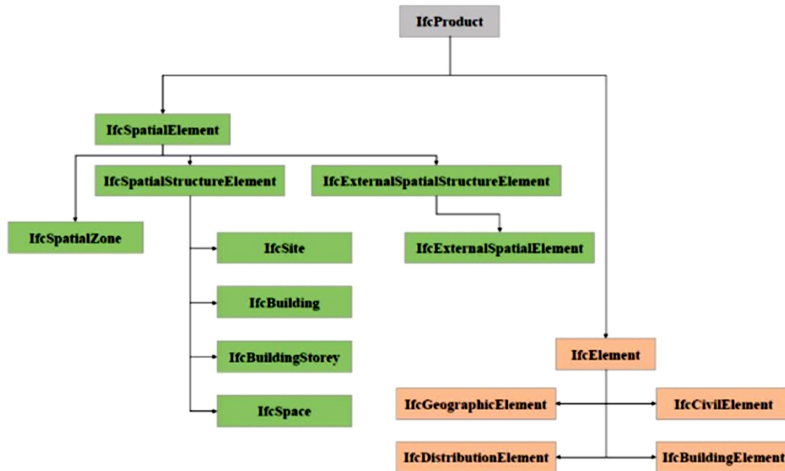 IfcProduct
IfcSpatialElement
IfcSpatialStructureElement
IfcExternalSpatialStructureElement
IfcSpatialZone
IfcSite
IfcExternalSpatialElement
IfcBuilding
IfcBuildingStorey
IfcElement
IfcSpace
IfcGeographicElement
IfcCivilElement
IfcDistributionElement
IfcBuildingElement